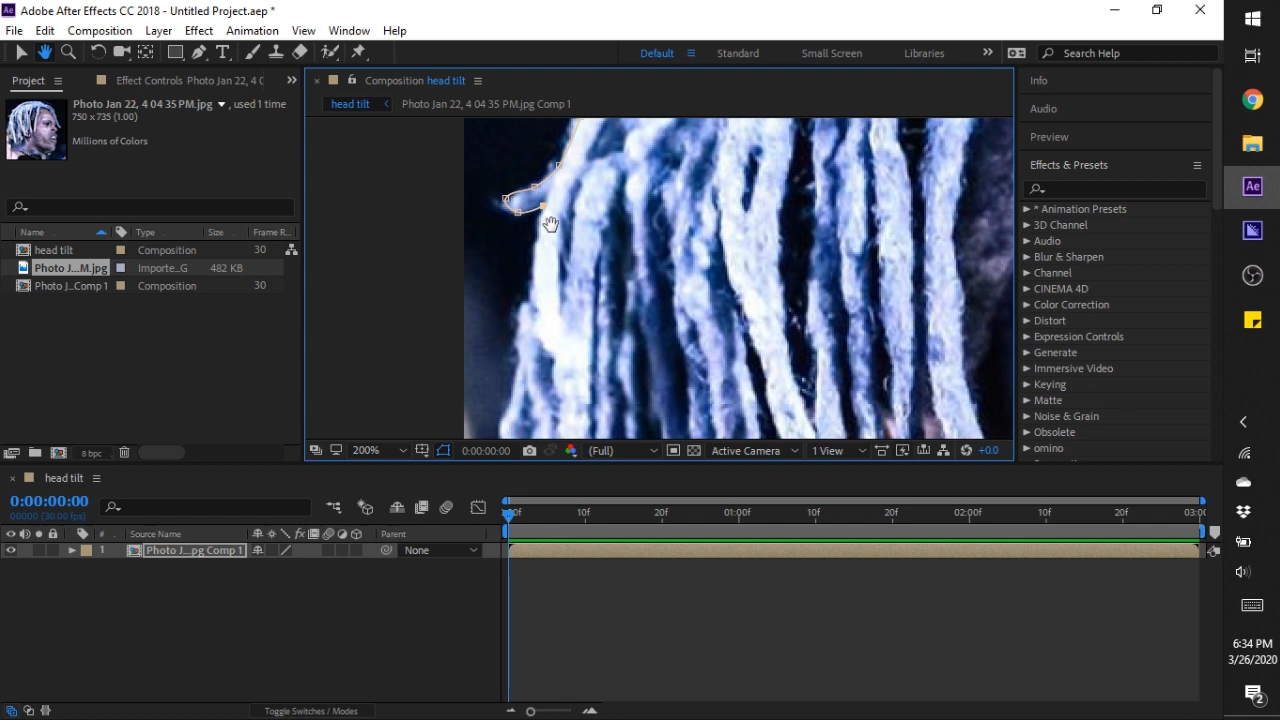 Adobe After Effects CC 2018 - Untitled Project.aep *
File Edit Composition Layer Effect Animation View Window Help
Default Standard Small Screen Libraries Search Help
Project Effect Controls Photo Jan 22, 4 0
Composition head tilt
Info
Photo Jan 22, 4 04 35 PM.jpg , used 1 time
750 x 735 (1.00)
Millions of Colors
head tilt Photo Jan 22, 4 04 35 PM.jpg Comp 1
Audio
Preview
Effects & Presets
* Animation Presets
3D Channel
Audio
Blur & Sharpen
Channel
CINEMA 4D
Color Correction
Distort
Expression Controls
Generate
Immersive Video
Keying
Matte
Noise & Grain
Obsolete
omino
Name Type Size Frame R...
head tilt Composition 30
Photo J...M.jpg Importe...G 482 KB
Photo J...Comp 1 Composition 30
8 bpc
200% 0:00:00:00 (Full) Active Camera 1 View +0.0
head tilt
0:00:00:00
00000 (30.00 fps)
:00f 10f 20f 01:00f 10f 20f 02:00f 10f 20f 03:00
# Source Name Parent
1 Photo J...pg Comp 1 None
Toggle Switches / Modes
6:34 PM
3/26/2020
2